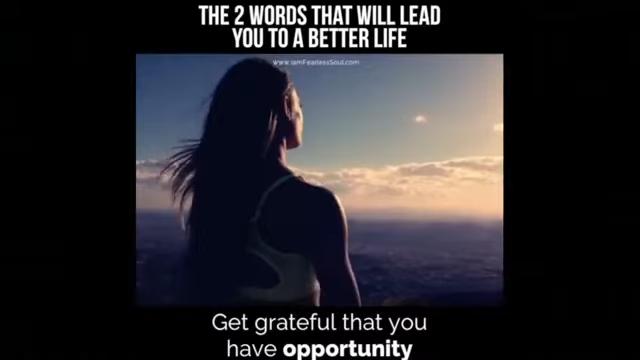 THE 2 WORDS THAT WILL LEAD
YOU TO A BETTER LIFE
www.iamFearlessSoul.com
Get grateful that you
have opportunity